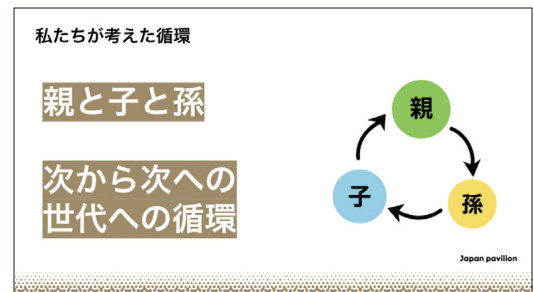 私たちが考えた循環
親と子と孫
次から次への
世代への循環
親
子
孫
Japan pavilion